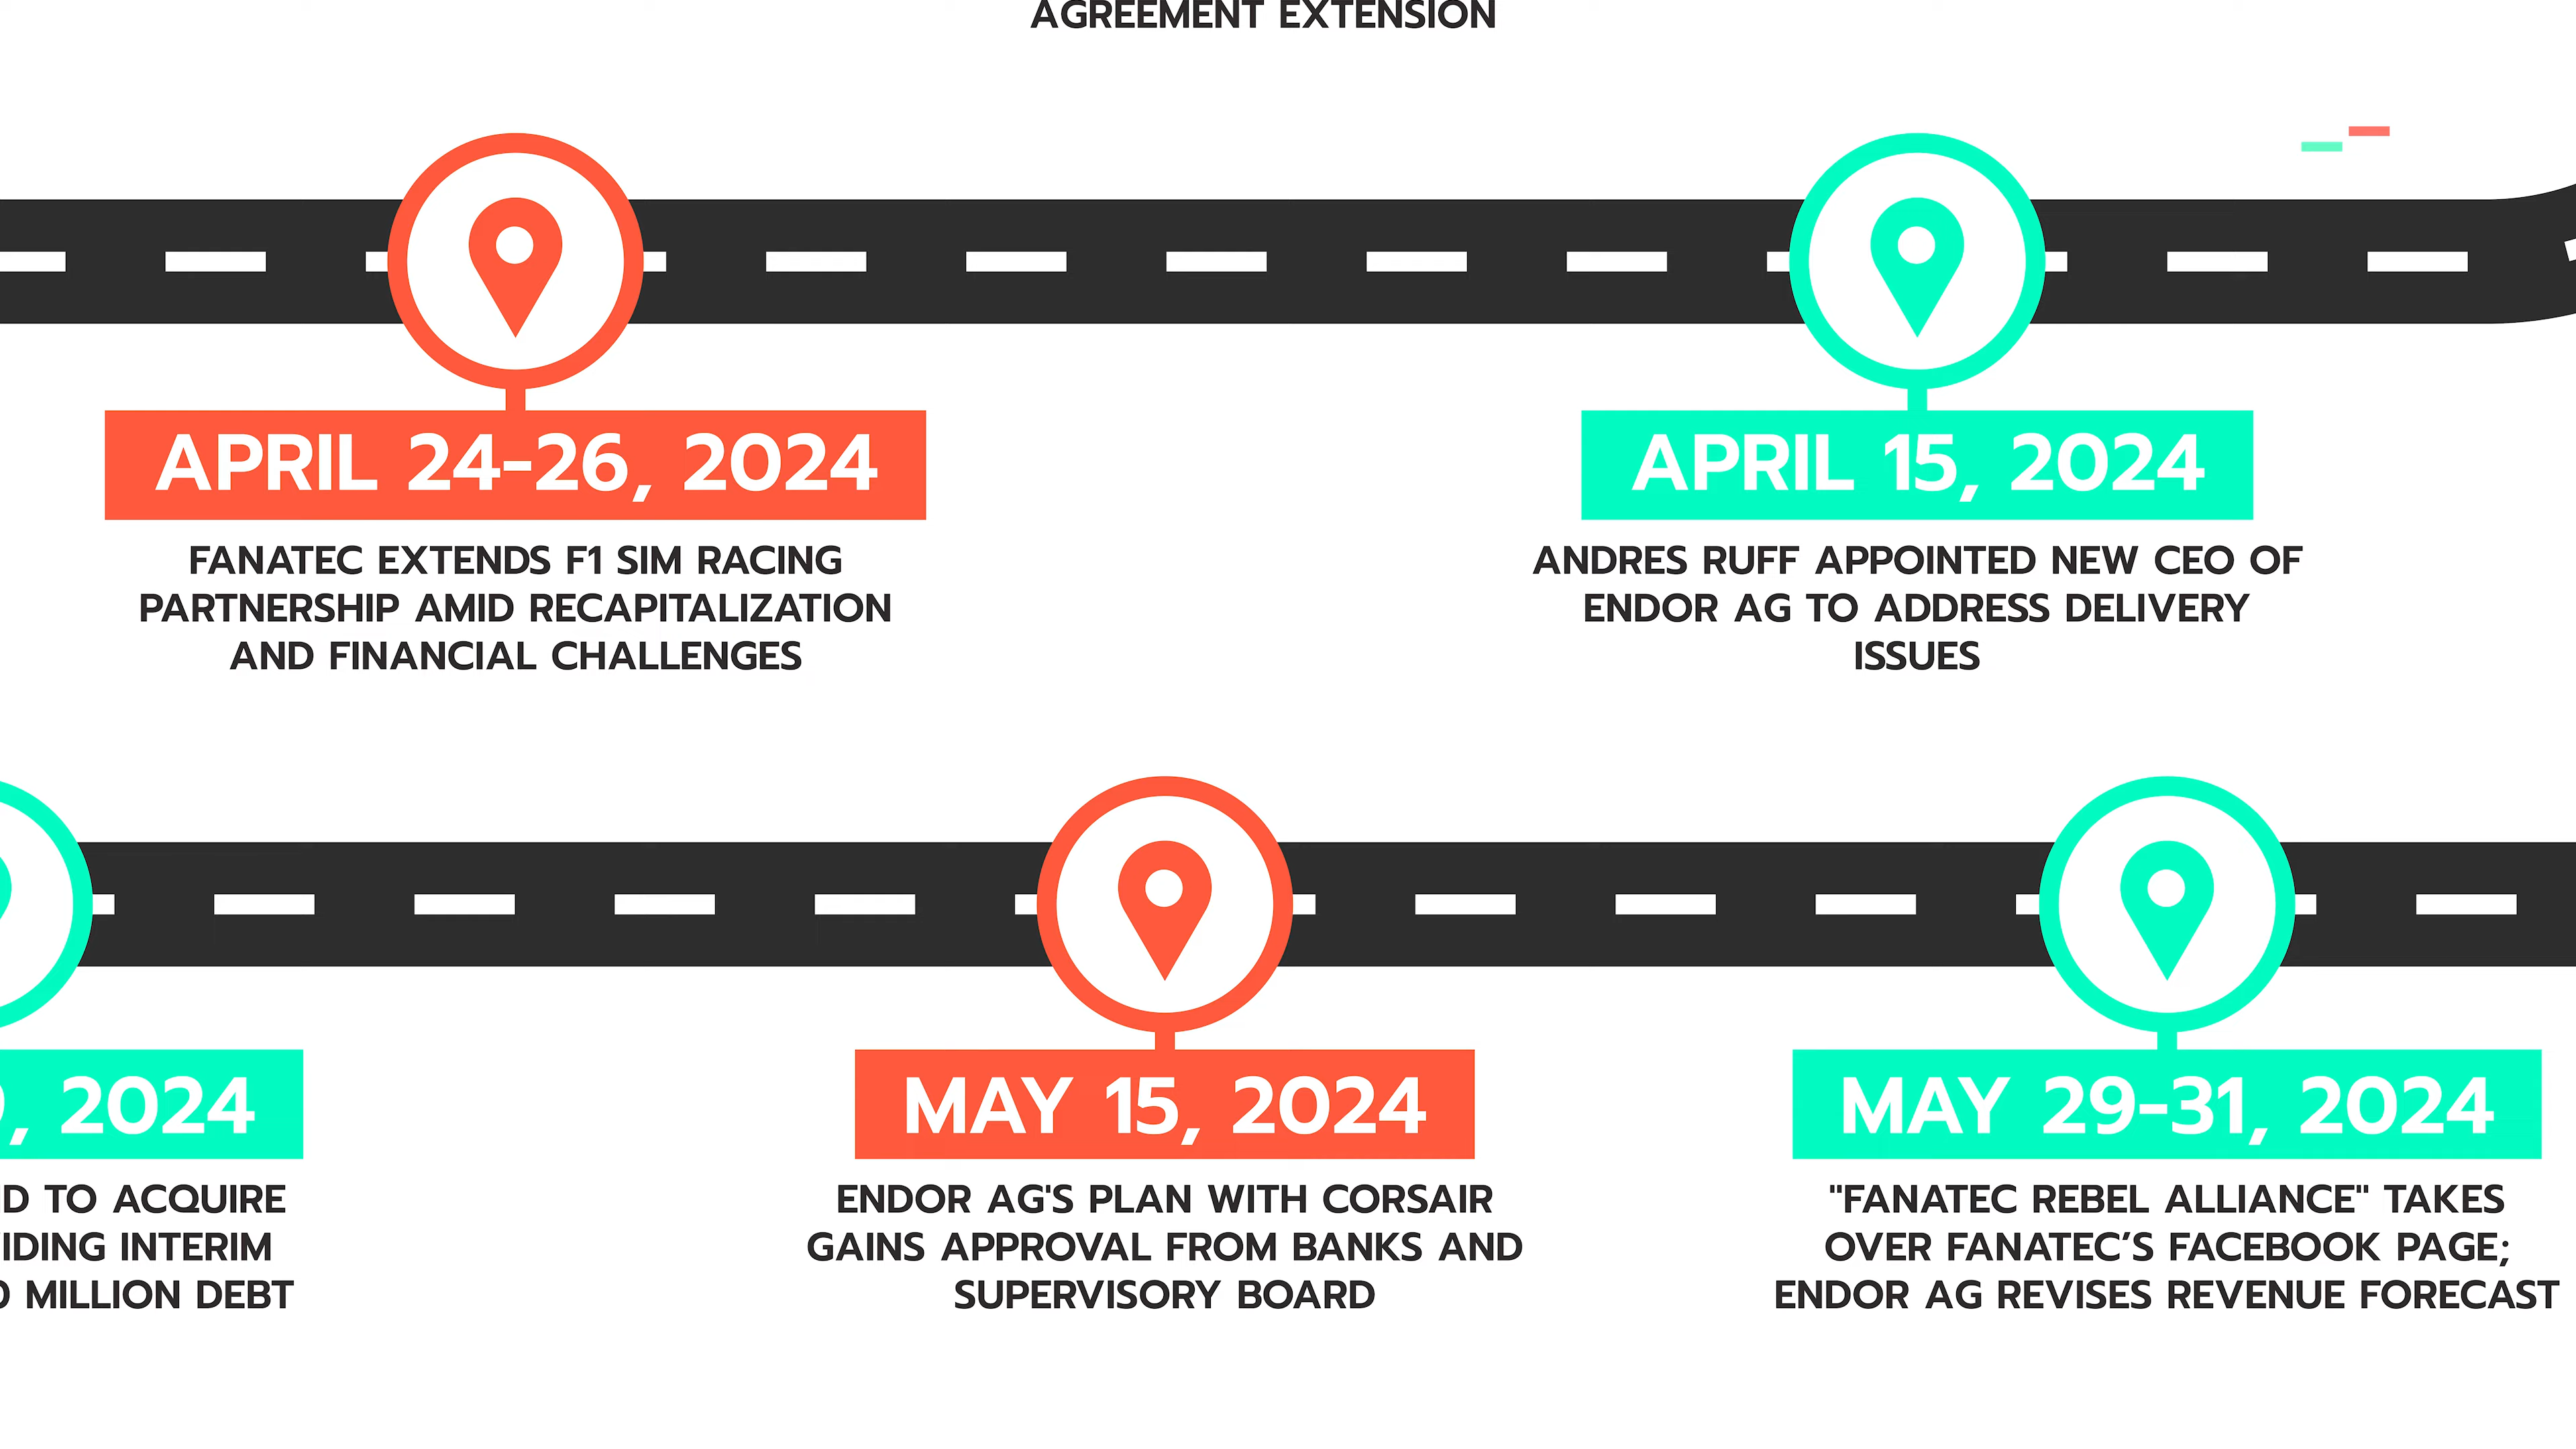 AGREEMENT EXTENSION
APRIL 24-26, 2024
FANATEC EXTENDS F1 SIM RACING
PARTNERSHIP AMID RECAPITALIZATION
AND FINANCIAL CHALLENGES
APRIL 15, 2024
ANDRES RUFF APPOINTED NEW CEO OF
ENDOR AG TO ADDRESS DELIVERY
ISSUES
, 2024
TO ACQUIRE
INTERIM
MILLION DEBT
MAY 15, 2024
ENDOR AG'S PLAN WITH CORSAIR
GAINS APPROVAL FROM BANKS AND
SUPERVISORY BOARD
MAY 29-31, 2024
"FANATEC REBEL ALLIANCE" TAKES
OVER FANATEC’S FACEBOOK PAGE;
ENDOR AG REVISES REVENUE FORECAST